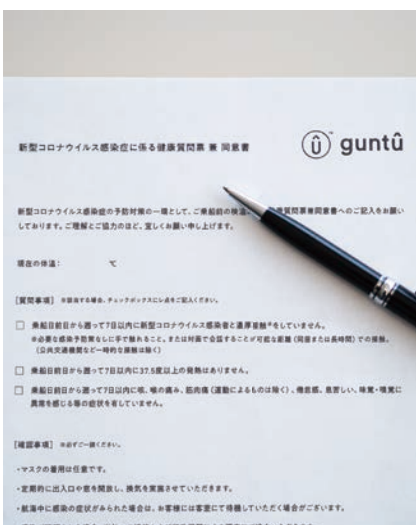 新型コロナウイルス感染症に係る健康質問票 兼 同意書
û™ guntû
新型コロナウイルス感染症の予防対策の一環として、ご乗船前の検温 質問票兼同意書へのご記入をお願い
しております。ご理解とご協力のほど、宜しくお願い申し上げます。
現在の体温: ℃
[質問事項] ※該当する場合、チェックボックスにレ点をご記入ください。
□ 乗船日前日から遡って7日以内に新型コロナウイルス感染者と濃厚接触※をしていません。
※必要な感染予防策なしに手で触れること、または対面で会話することが可能な距離(同席または長時間)での接触。
(公共交通機関など一時的な接触は除く)
□ 乗船日前日から遡って7日以内に37.5度以上の発熱はありません。
□ 乗船日前日から遡って7日以内に咳、喉の痛み、筋肉痛(運動によるものは除く)、倦怠感、息苦しい、味覚・嗅覚に
異常を感じる等の症状を有していません。
[確認事項] ※必ずご一読ください。
・マスクの着用は任意です。
・定期的に出入口や窓を開放し、換気を実施させていただきます。
・航海中に感染の症状がみられた場合は、お客様には客室にて待機していただく場合がございます。